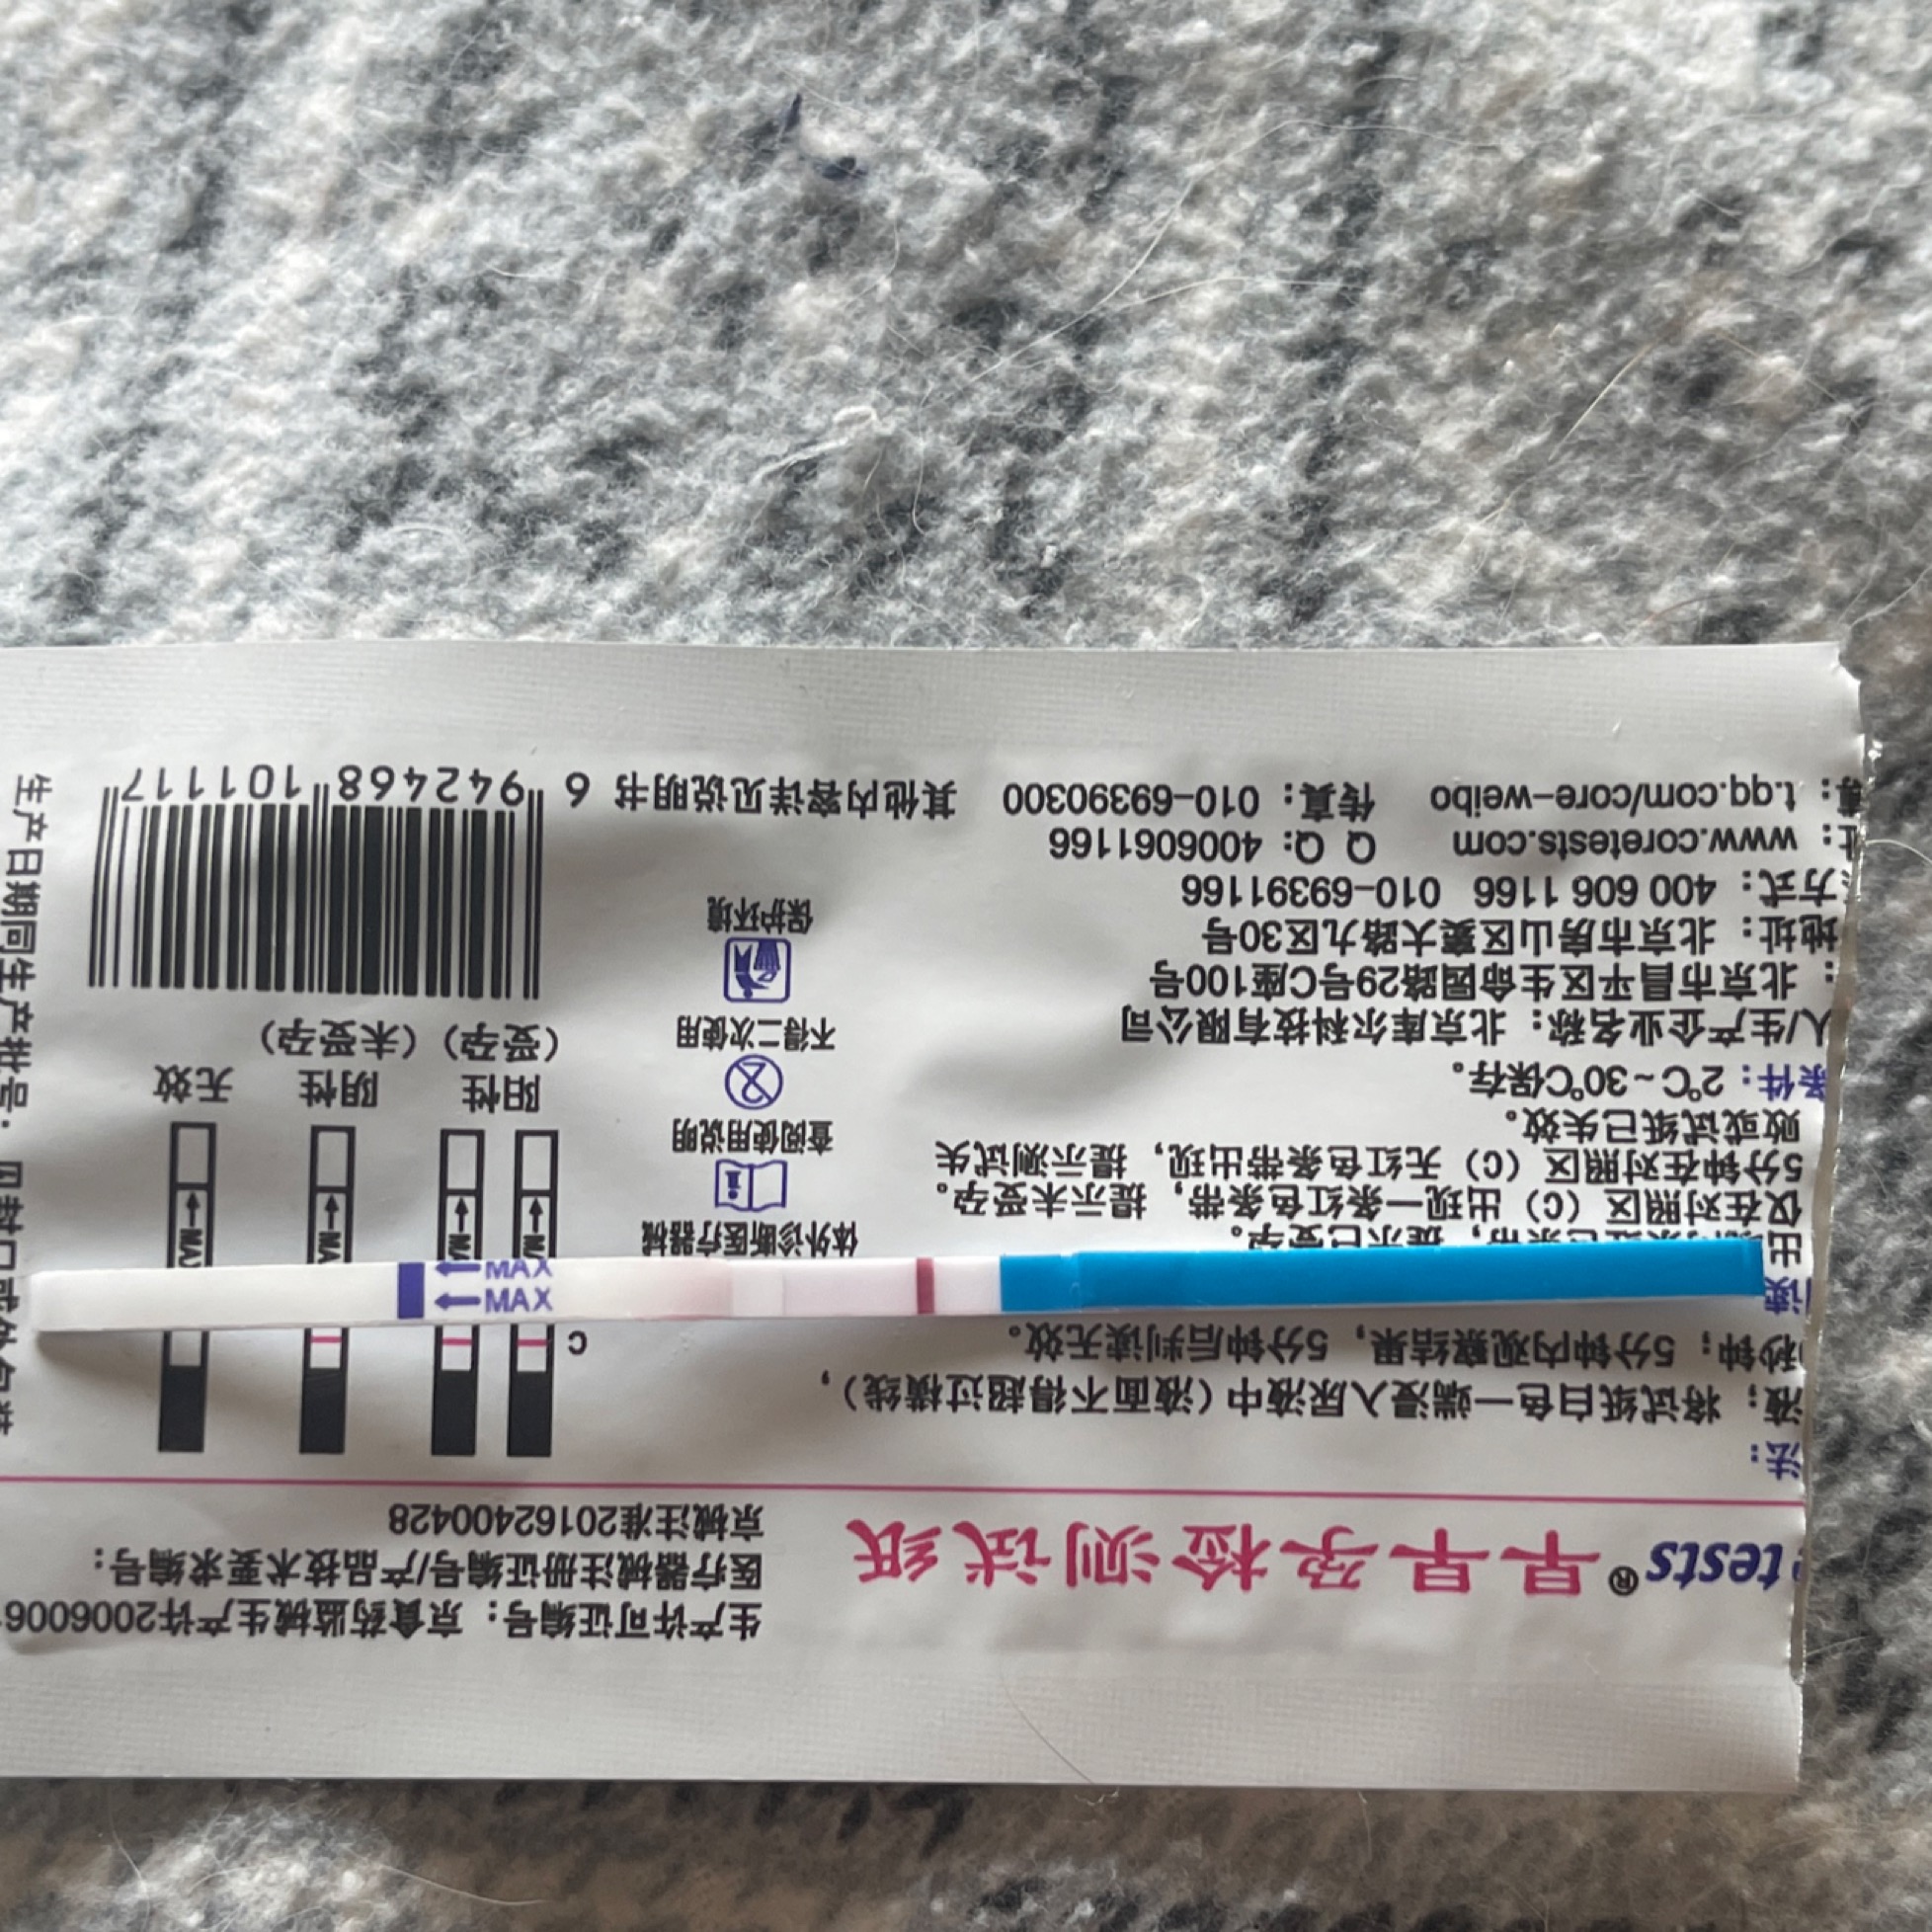 tests® 早早孕检测试纸
生产许可证编号：京食药监械生产许2006006
医疗器械注册证编号/产品技术要求编号：
京械注准20162400428
法：
液；将试纸白色一端浸入尿液中（液面不得超过横线），
秒钟；5分钟内观察结果，5分钟后判读无效。
仅在对照区（C）出现一条红色条带，提示未受孕。
5分钟在对照区（C）无红色条带出现，提示测试失
败或试纸已失效。
条件：2℃~30℃保存。
人/生产企业名称：北京库尔科技有限公司
：北京市昌平区生命园路29号C座100号
地址：北京市房山区窦大路九区30号
方式：400 606 1166 010-69391166
址：www.coretests.com Q Q：4006061166
t.qq.com/core-weibo 传真：010-69390300
体外诊断医疗器械
查阅使用说明
不得二次使用
保护环境
其他内容详见说明书
C
MAX
MAX
阳性
（受孕）
阴性
（未受孕）
无效
6 942468 101117
生产日期同生产批号：